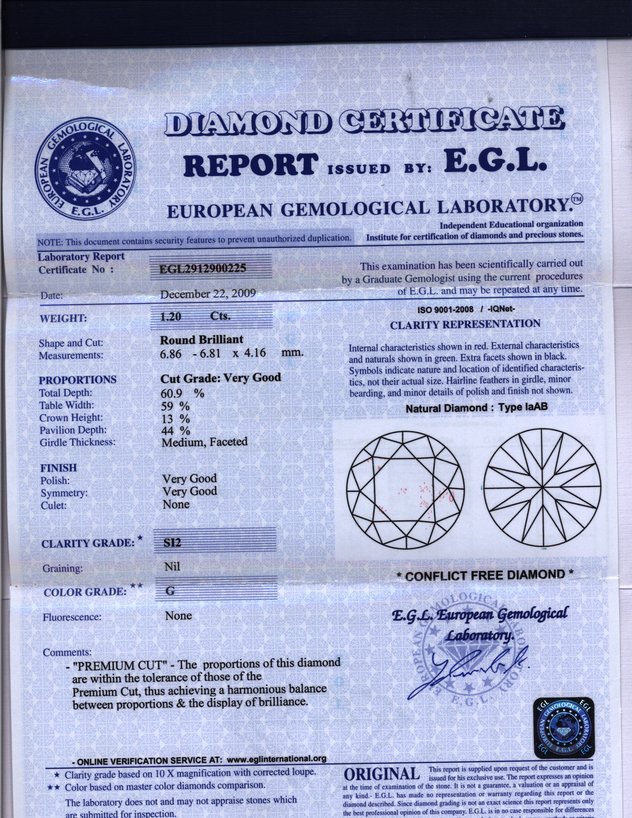 EUROPEAN GEMOLOGICAL LABORATORY
E.G.L.
DIAMOND CERTIFICATE
REPORT ISSUED BY: E.G.L.
EUROPEAN GEMOLOGICAL LABORATORY.™
Independent Educational organization
NOTE: This document contains security features to prevent unauthorized duplication.
Institute for certification of diamonds and precious stones.
Laboratory Report
Certificate No : EGL2912900225
Date: December 22, 2009
WEIGHT: 1.20 Cts.
Shape and Cut: Round Brilliant
Measurements: 6.86 - 6.81 x 4.16 mm.
PROPORTIONS Cut Grade: Very Good
Total Depth: 60.9 %
Table Width: 59 %
Crown Height: 13 %
Pavilion Depth: 44 %
Girdle Thickness: Medium, Faceted
FINISH
Polish: Very Good
Symmetry: Very Good
Culet: None
CLARITY GRADE: * SI2
Graining: Nil
COLOR GRADE: ** G
Fluorescence: None
Comments:
- "PREMIUM CUT" - The proportions of this diamond
are within the tolerance of those of the
Premium Cut, thus achieving a harmonious balance
between proportions & the display of brilliance.
- ONLINE VERIFICATION SERVICE AT: www.eglinternational.org
★ Clarity grade based on 10 X magnification with corrected loupe.
★★ Color based on master color diamonds comparison.
The laboratory does not and may not appraise stones which
are submitted for inspection.
This examination has been scientifically carried out
by a Graduate Gemologist using the current procedures
of E.G.L. and may be repeated at any time.
ISO 9001-2008 / -IQNet-
CLARITY REPRESENTATION
Internal characteristics shown in red. External characteristics
and naturals shown in green. Extra facets shown in black.
Symbols indicate nature and location of identified characteris-
tics, not their actual size. Hairline feathers in girdle, minor
bearding, and minor details of polish and finish not shown.
Natural Diamond : Type IaAB
* CONFLICT FREE DIAMOND *
E.G.L. European Gemological
Laboratory.
E.G.L.
EGL
EGL
EGL
EGL
ORIGINAL This report is supplied upon request of the customer and is
issued for his exclusive use. The report expresses an opinion
at the time of examination of the stone. It is not a guarantee, a valuation or an appraisal of
any kind.- E.G.L. has made no representation or warranty regarding this report or the
diamond described. Since diamond grading is not an exact science this report represents only
the best professional opinion of this company. E.G.L. is in no case responsible for differences